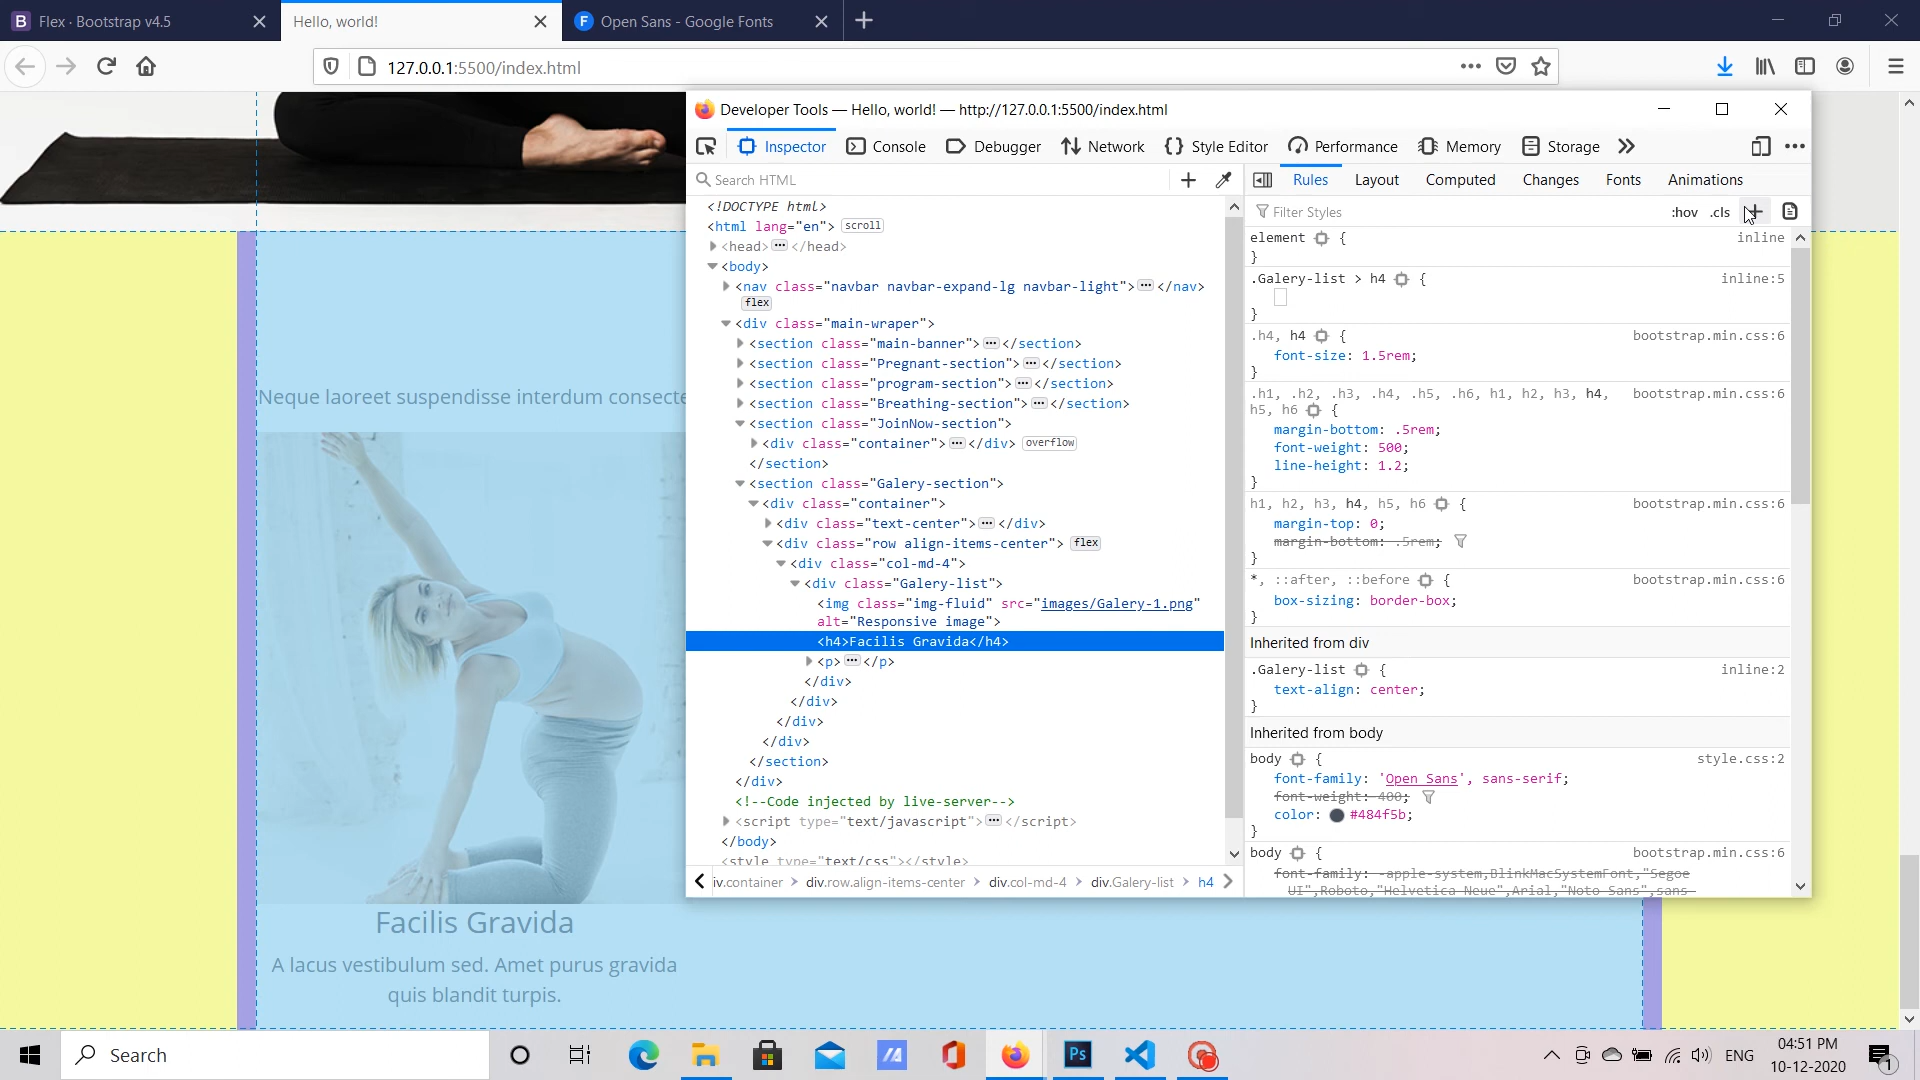 Flex · Bootstrap v4.5
Hello, world!
Open Sans - Google Fonts
127.0.0.1:5500/index.html
Developer Tools — Hello, world! — http://127.0.0.1:5500/index.html
Inspector Console Debugger Network Style Editor Performance Memory Storage
Search HTML
Rules Layout Computed Changes Fonts Animations
Filter Styles :hov .cls
<!DOCTYPE html>
<html lang="en"> scroll
<head> ••• </head>
<body>
<nav class="navbar navbar-expand-lg navbar-light"> ••• </nav>
flex
<div class="main-wraper">
<section class="main-banner"> ••• </section>
<section class="Pregnant-section"> ••• </section>
<section class="program-section"> ••• </section>
<section class="Breathing-section"> ••• </section>
<section class="JoinNow-section">
<div class="container"> ••• </div> overflow
</section>
<section class="Galery-section">
<div class="container">
<div class="text-center"> ••• </div>
<div class="row align-items-center"> flex
<div class="col-md-4">
<div class="Galery-list">
<img class="img-fluid" src="images/Galery-1.png"
alt="Responsive image">
<h4>Facilis Gravida</h4>
<p> ••• </p>
</div>
</div>
</div>
</div>
</section>
</div>
<!--Code injected by live-server-->
<script type="text/javascript"> ••• </script>
</body>
<style type="text/css"></style>
iv.container > div.row.align-items-center > div.col-md-4 > div.Galery-list > h4
element { inline
}
.Galery-list > h4 { inline:5
}
.h4, h4 { bootstrap.min.css:6
font-size: 1.5rem;
}
.h1, .h2, .h3, .h4, .h5, .h6, h1, h2, h3, h4, bootstrap.min.css:6
h5, h6 {
margin-bottom: .5rem;
font-weight: 500;
line-height: 1.2;
}
h1, h2, h3, h4, h5, h6 { bootstrap.min.css:6
margin-top: 0;
margin-bottom: .5rem;
}
*, ::after, ::before { bootstrap.min.css:6
box-sizing: border-box;
}
Inherited from div
.Galery-list { inline:2
text-align: center;
}
Inherited from body
body { style.css:2
font-family: 'Open Sans', sans-serif;
font-weight: 400;
color: #484f5b;
}
body { bootstrap.min.css:6
font-family: -apple-system,BlinkMacSystemFont,"Segoe
UI",Roboto,"Helvetica Neue",Arial,"Noto Sans",sans-
Neque laoreet suspendisse interdum consecte
Facilis Gravida
A lacus vestibulum sed. Amet purus gravida
quis blandit turpis.
Search
Ps
ENG
04:51 PM
10-12-2020
1